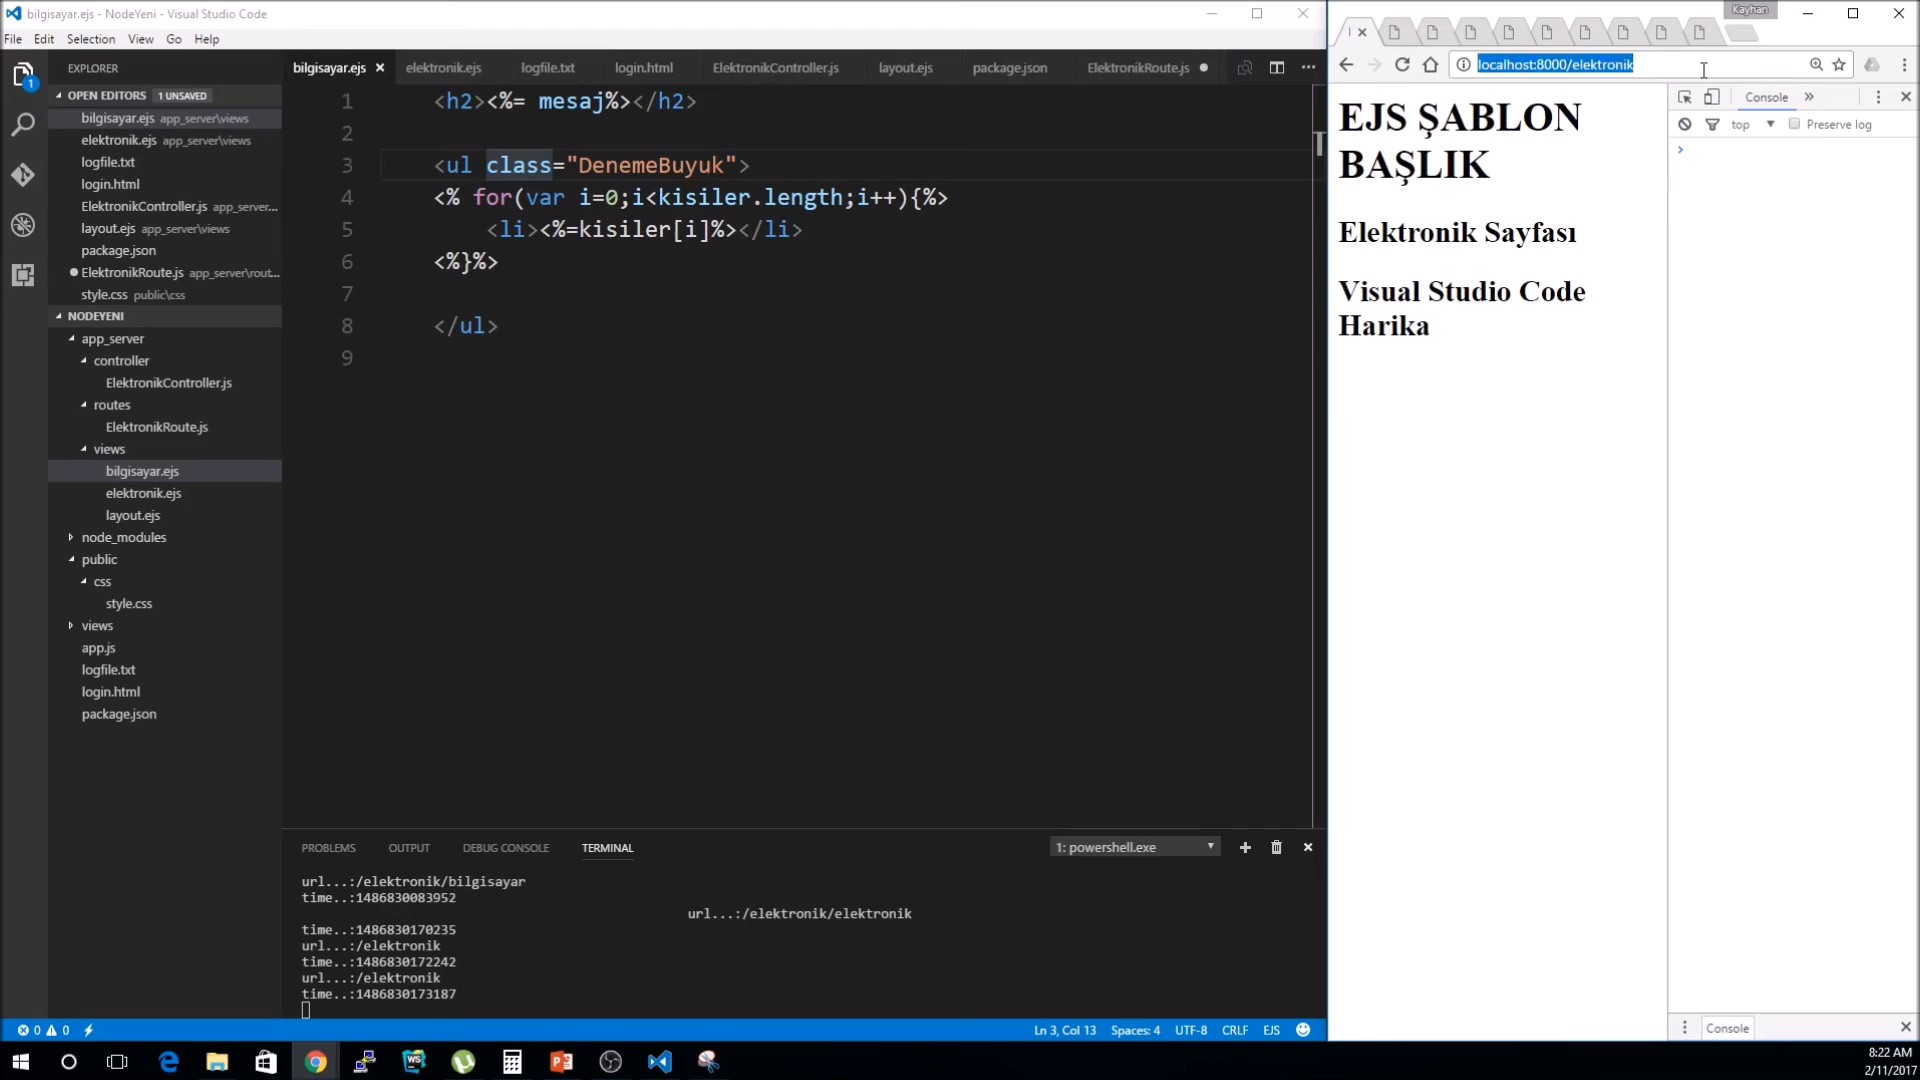 bilgisayar.ejs - NodeYeni - Visual Studio Code
File Edit Selection View Go Help
EXPLORER
OPEN EDITORS 1 UNSAVED
bilgisayar.ejs app_server\views
elektronik.ejs app_server\views
logfile.txt
login.html
ElektronikController.js app_server...
layout.ejs app_server\views
package.json
ElektronikRoute.js app_server\rout...
style.css public\css
NODEYENI
app_server
controller
ElektronikController.js
routes
ElektronikRoute.js
views
bilgisayar.ejs
elektronik.ejs
layout.ejs
node_modules
public
css
style.css
views
app.js
logfile.txt
login.html
package.json
1
bilgisayar.ejs elektronik.ejs logfile.txt login.html ElektronikController.js layout.ejs package.json ElektronikRoute.js
1 <h2><%= mesaj%></h2>
2
3 <ul class="DenemeBuyuk">
4 <% for(var i=0;i<kisiler.length;i++){%>
5 <li><%=kisiler[i]%></li>
6 <%}%>
7
8 </ul>
9
PROBLEMS OUTPUT DEBUG CONSOLE TERMINAL 1: powershell.exe
url...:/elektronik/bilgisayar
time..:1486830083952
url...:/elektronik/elektronik
time..:1486830170235
url...:/elektronik
time..:1486830172242
url...:/elektronik
time..:1486830173187
0 0 Ln 3, Col 13 Spaces: 4 UTF-8 CRLF EJS
Kayhan
localhost:8000/elektronik
EJS ŞABLON
BAŞLIK
Elektronik Sayfası
Visual Studio Code
Harika
Console
top Preserve log
Console
8:22 AM
2/11/2017